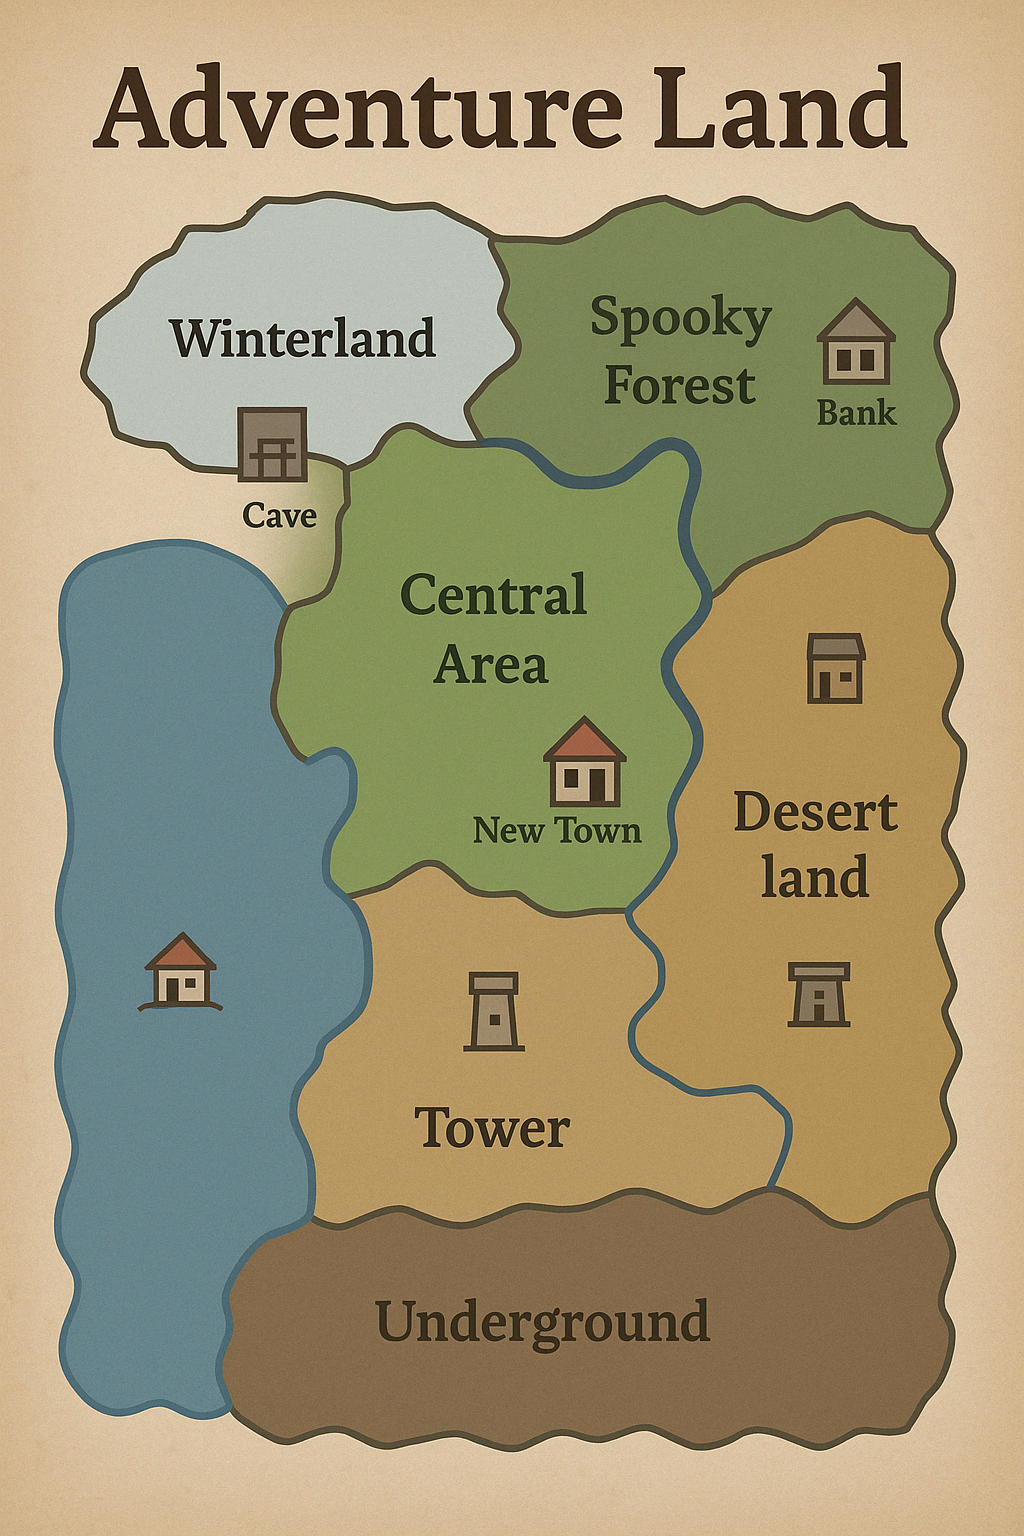 Adventure Land
Winterland
Spooky
Forest
Bank
Cave
Central
Area
New Town
Desert
land
Tower
Underground